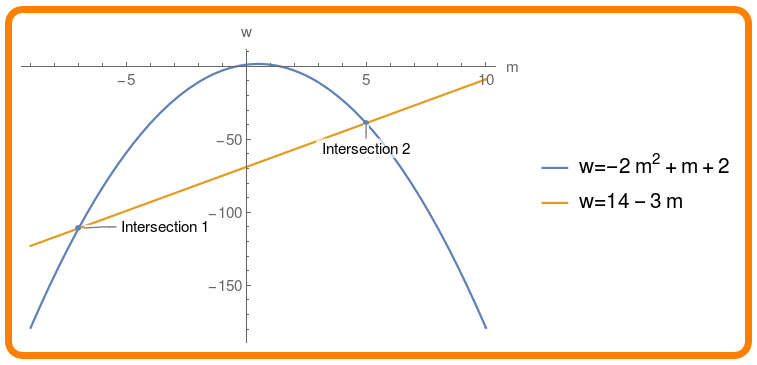 w
−5
5
10
m
−50
Intersection 2
w=−2 m² + m + 2
w=14 − 3 m
−100
Intersection 1
−150